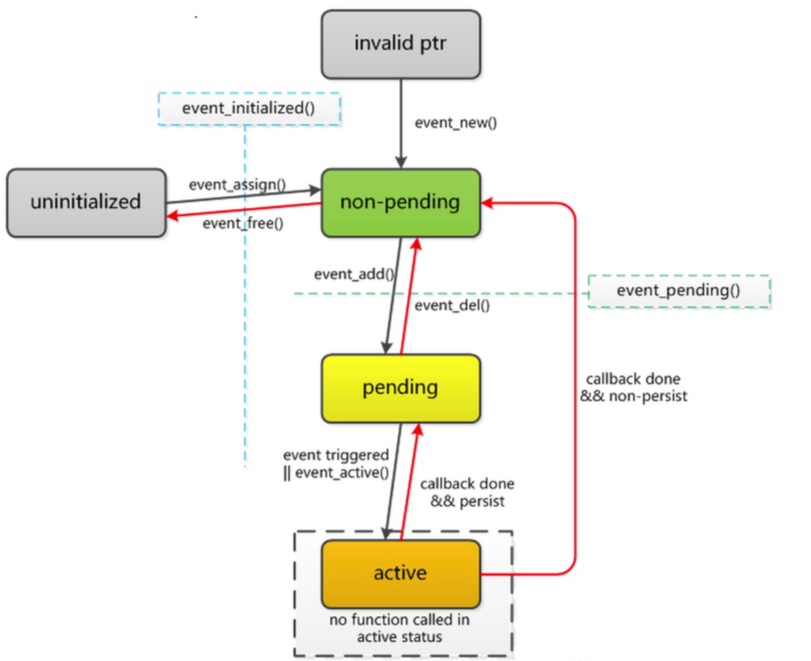 invalid ptr
event_new()
event_initialized()
uninitialized
event_assign()
event_free()
non-pending
event_add()
event_del()
event_pending()
pending
callback done
&& non-persist
event triggered
|| event_active()
callback done
&& persist
active
no function called in
active status